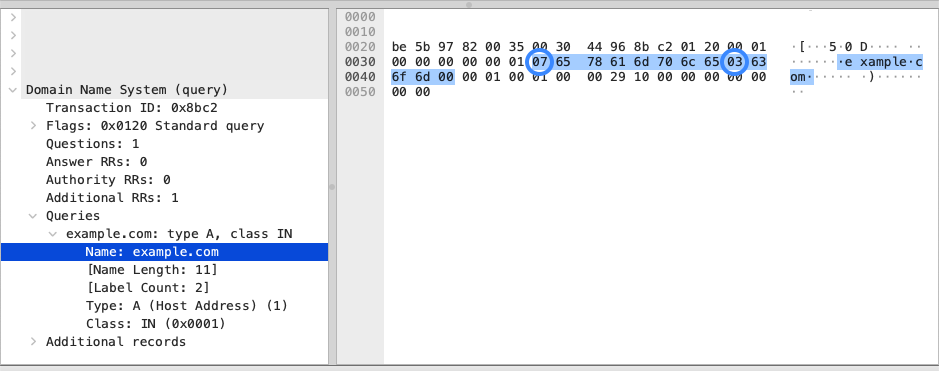 Domain Name System (query)
Transaction ID: 0x8bc2
Flags: 0x0120 Standard query
Questions: 1
Answer RRs: 0
Authority RRs: 0
Additional RRs: 1
Queries
example.com: type A, class IN
Name: example.com
[Name Length: 11]
[Label Count: 2]
Type: A (Host Address) (1)
Class: IN (0x0001)
Additional records
0000
0010
0020 be 5b 97 82 00 35 00 30 44 96 8b c2 01 20 00 01 ·[···5·0 D···· ··
0030 00 00 00 00 00 01 07 65 78 61 6d 70 6c 65 03 63 ·······e xample·c
0040 6f 6d 00 00 01 00 01 00 00 29 10 00 00 00 00 00 om······ ·)······
0050 00 00 ··